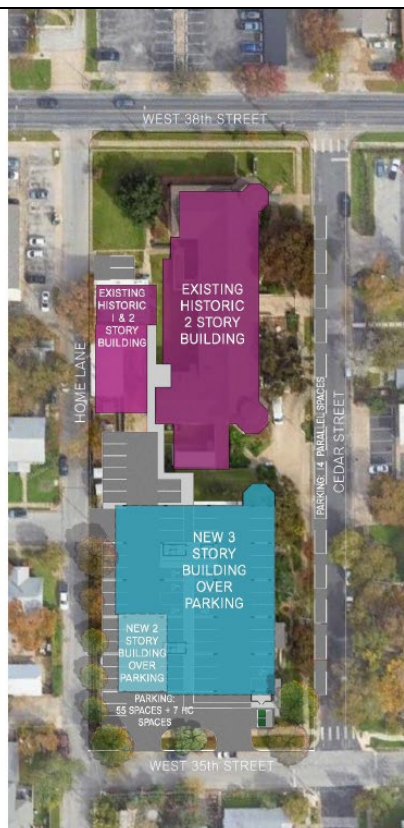 WEST 38th STREET
EXISTING
HISTORIC
2 STORY
BUILDING
EXISTING
HISTORIC
1 & 2
STORY
BUILDING
HOME LANE
PARKING: 14 PARALLEL SPACES
CEDAR STREET
NEW 3
STORY
BUILDING
OVER
PARKING
NEW 2
STORY
BUILDING
OVER
PARKING
PARKING:
55 SPACES + 7 HC
SPACES
WEST 35th STREET